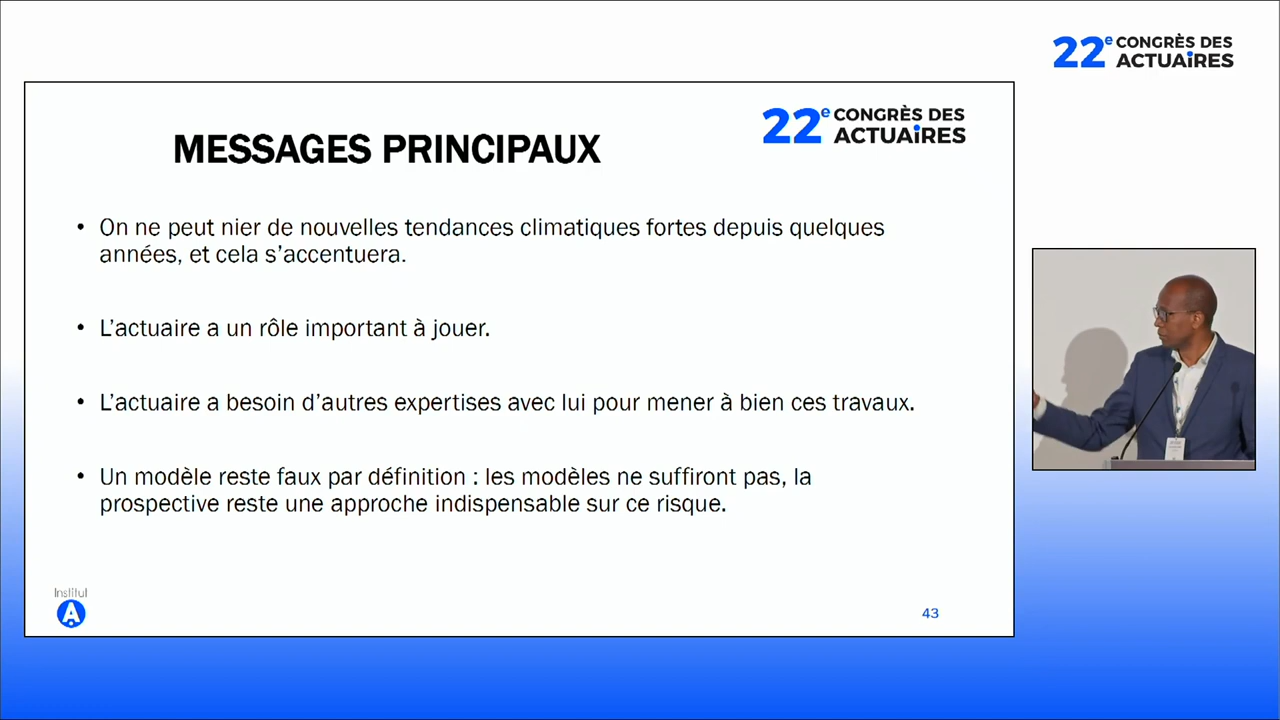 22e CONGRÈS DES
ACTUAiRES
22e CONGRÈS DES
ACTUAiRES
MESSAGES PRINCIPAUX
• On ne peut nier de nouvelles tendances climatiques fortes depuis quelques
années, et cela s’accentuera.
• L’actuaire a un rôle important à jouer.
• L’actuaire a besoin d’autres expertises avec lui pour mener à bien ces travaux.
• Un modèle reste faux par définition : les modèles ne suffiront pas, la
prospective reste une approche indispensable sur ce risque.
Institut
A
43